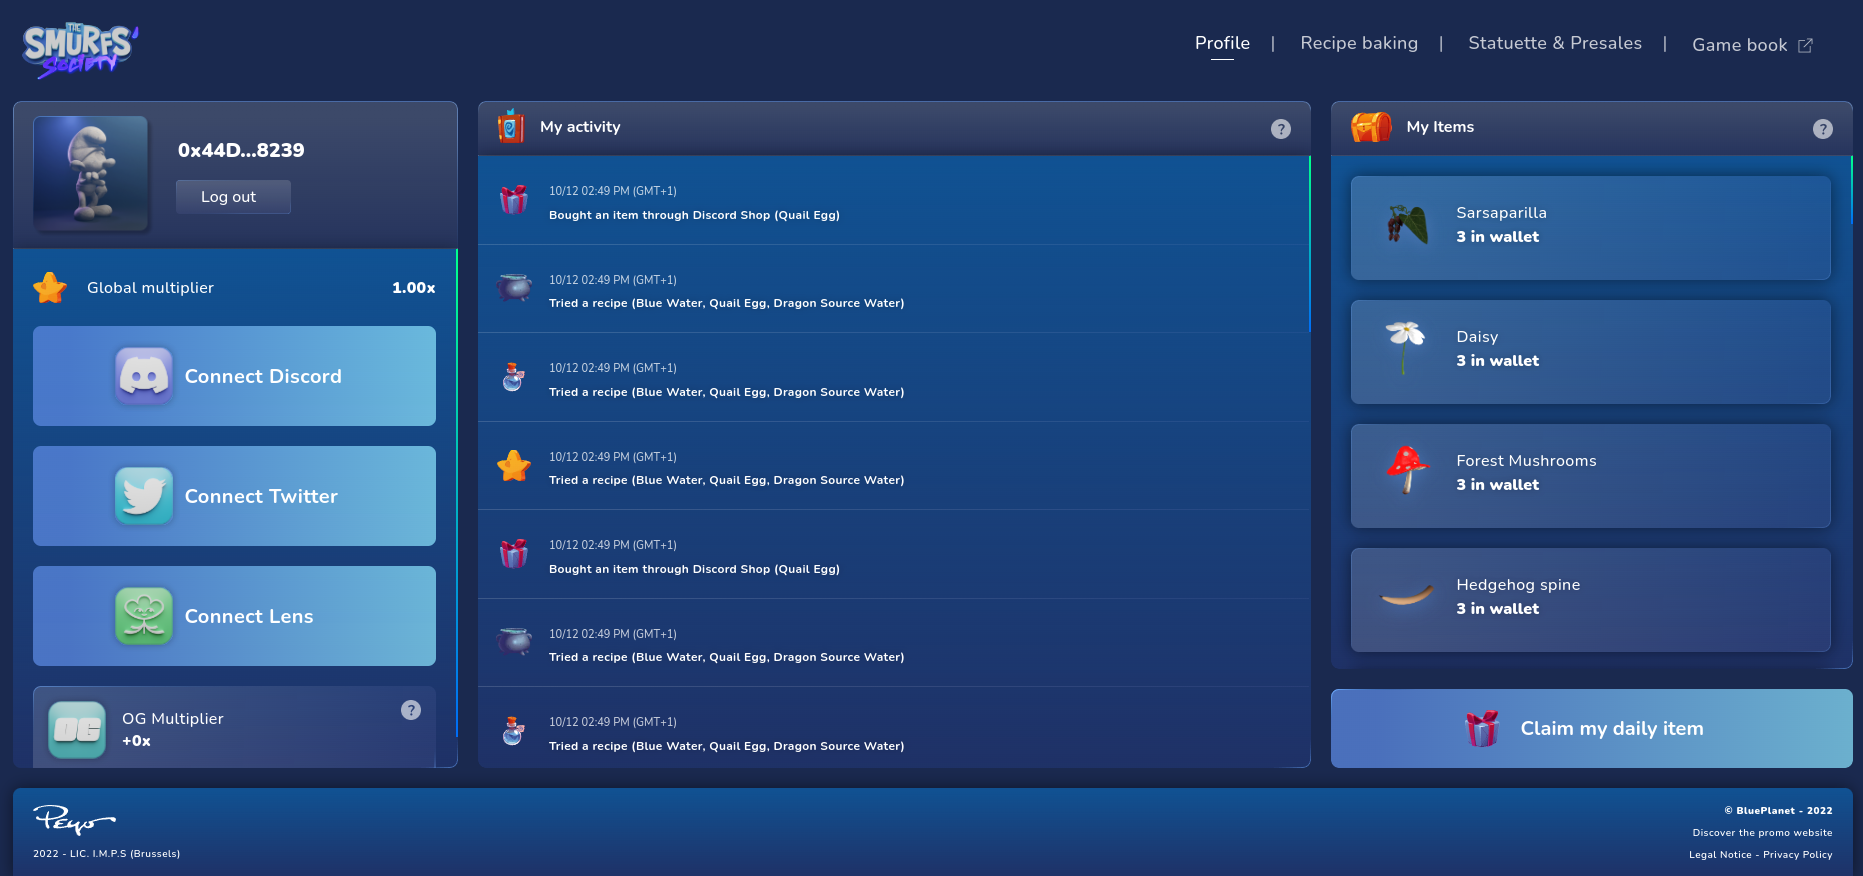 THE
SMURFS'
SOCIETY
Profile | Recipe baking | Statuette & Presales | Game book
0x44D...8239
Log out
Global multiplier 1.00x
Connect Discord
Connect Twitter
Connect Lens
OG
OG Multiplier
+0x
?
My activity
?
10/12 02:49 PM (GMT+1)
Bought an item through Discord Shop (Quail Egg)
10/12 02:49 PM (GMT+1)
Tried a recipe (Blue Water, Quail Egg, Dragon Source Water)
10/12 02:49 PM (GMT+1)
Tried a recipe (Blue Water, Quail Egg, Dragon Source Water)
10/12 02:49 PM (GMT+1)
Tried a recipe (Blue Water, Quail Egg, Dragon Source Water)
10/12 02:49 PM (GMT+1)
Bought an item through Discord Shop (Quail Egg)
10/12 02:49 PM (GMT+1)
Tried a recipe (Blue Water, Quail Egg, Dragon Source Water)
10/12 02:49 PM (GMT+1)
Tried a recipe (Blue Water, Quail Egg, Dragon Source Water)
My Items
?
Sarsaparilla
3 in wallet
Daisy
3 in wallet
Forest Mushrooms
3 in wallet
Hedgehog spine
3 in wallet
Claim my daily item
Peyo
2022 - LIC. I.M.P.S (Brussels)
© BluePlanet - 2022
Discover the promo website
Legal Notice - Privacy Policy